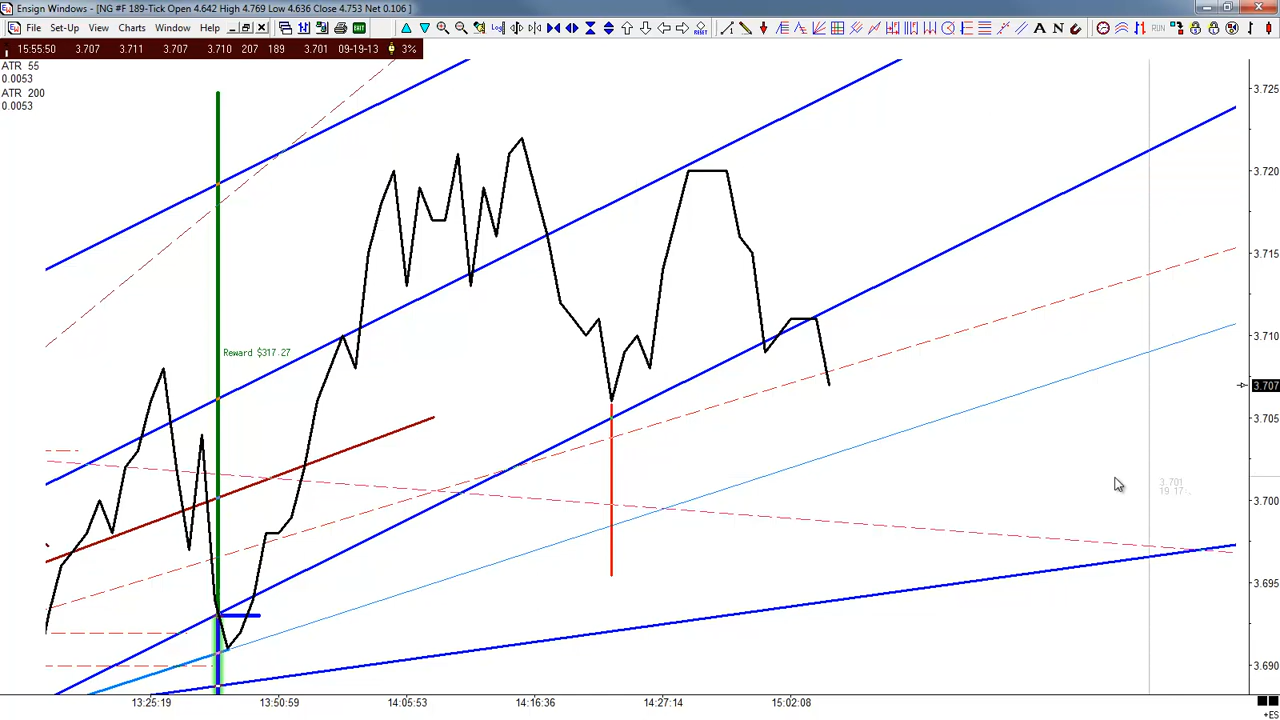 Ensign Windows - [NG #F 189-Tick Open 4.642 High 4.769 Low 4.636 Close 4.753 Net 0.106 ]
File Set-Up View Charts Window Help
15:55:50 3.707 3.711 3.707 3.710 207 189 3.701 09-19-13 3%
ATR 55
0.0053
ATR 200
0.0053
3.725
3.720
3.715
3.710
Reward $317.27
3.707
3.705
3.701
3.700
3.695
3.690
13:25:19 13:50:59 14:05:53 14:16:36 14:27:14 15:02:08
+ES